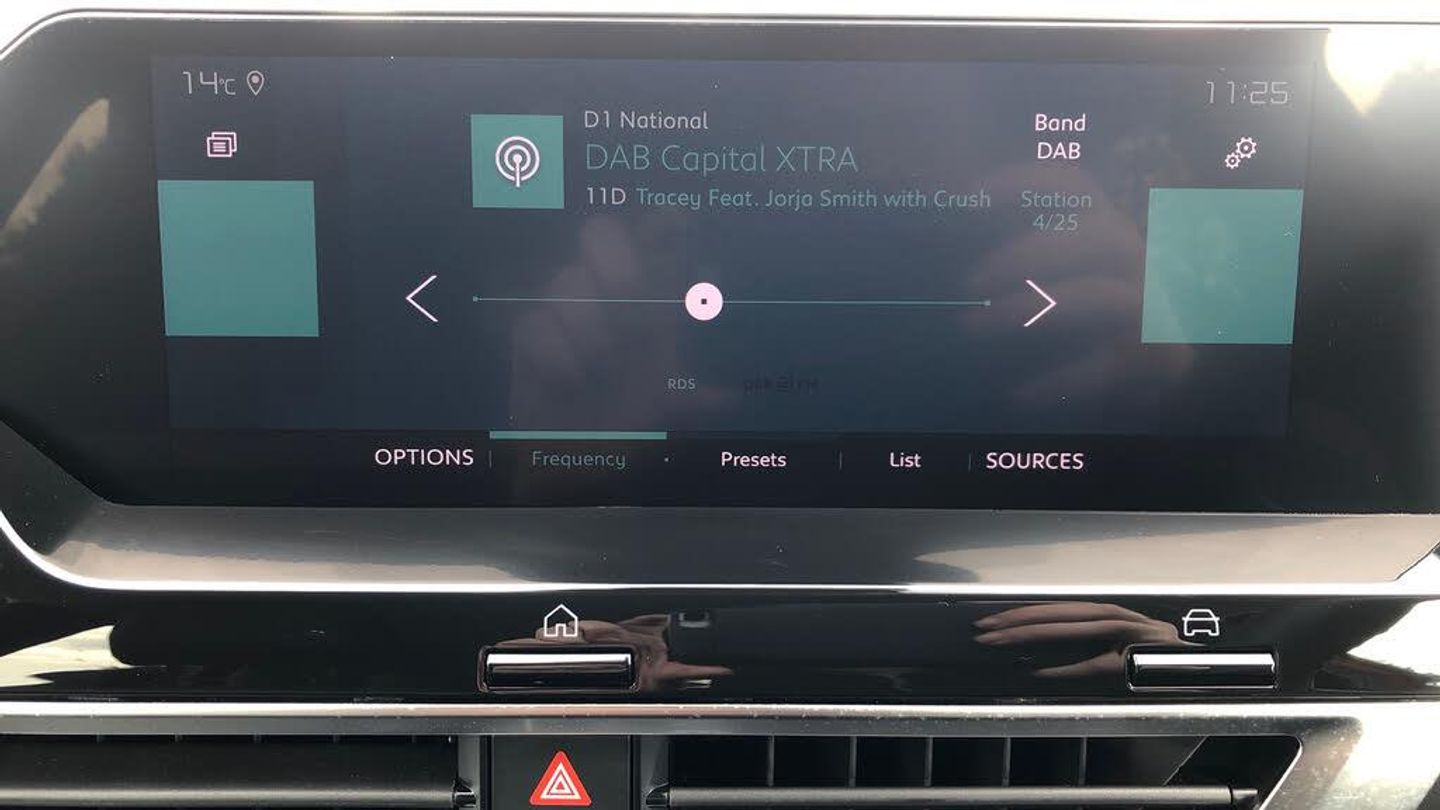 14°C
11:25
D1 National
DAB Capital XTRA
11D Tracey Feat. Jorja Smith with Crush
Band
DAB
Station
4/25
RDS
OPTIONS
Frequency
Presets
List
SOURCES